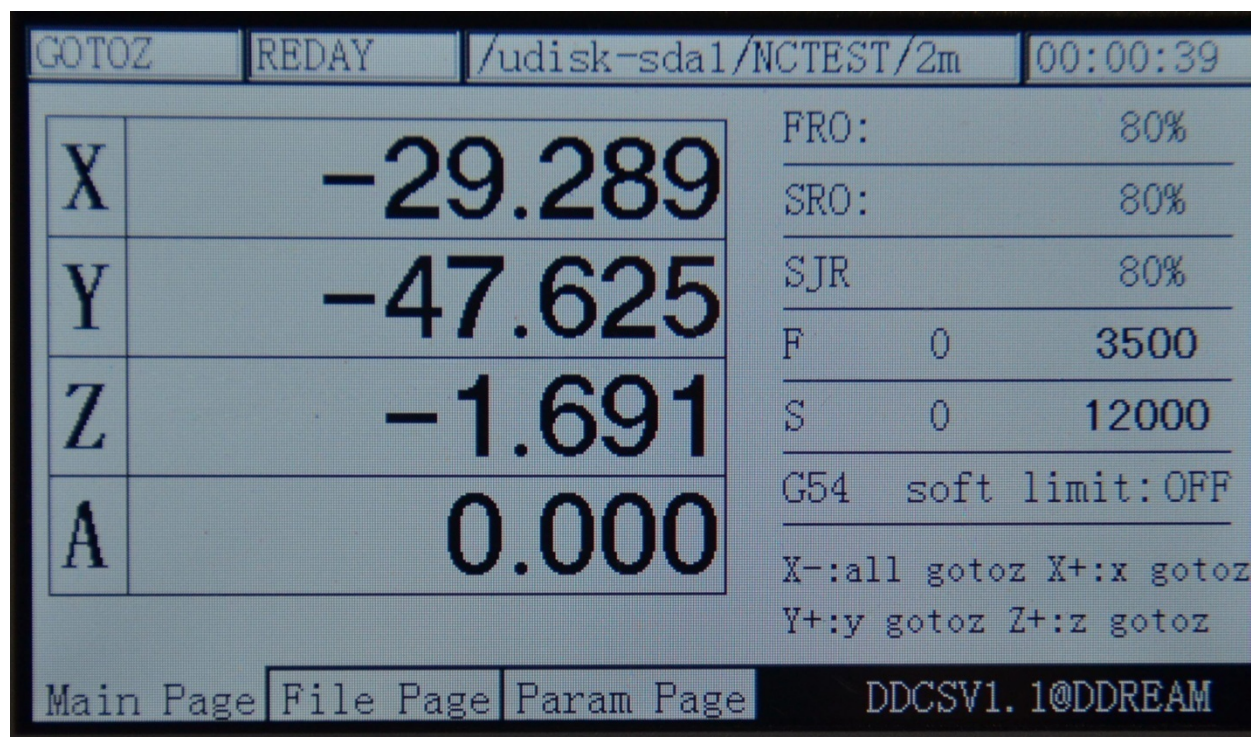 GOTOZ REDAY /udisk-sda1/NCTEST/2m 00:00:39
X -29.289
Y -47.625
Z -1.691
A 0.000
FRO: 80%
SRO: 80%
SJR 80%
F 0 3500
S 0 12000
G54 soft limit:OFF
X-:all gotoz X+:x gotoz
Y+:y gotoz Z+:z gotoz
Main Page File Page Param Page DDCSV1.1@DDREAM